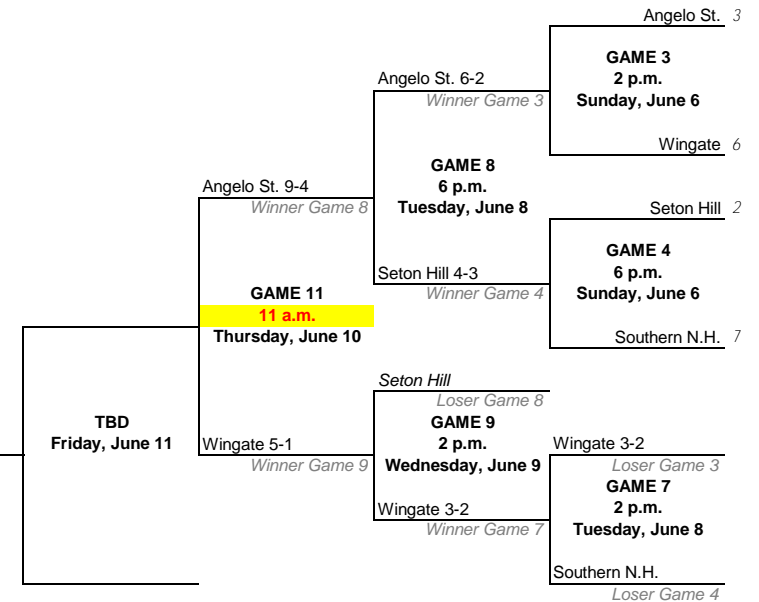 Angelo St. 3
GAME 3
2 p.m.
Sunday, June 6
Angelo St. 6-2
Winner Game 3
Wingate 6
GAME 8
6 p.m.
Tuesday, June 8
Angelo St. 9-4
Winner Game 8
Seton Hill 2
GAME 4
6 p.m.
Sunday, June 6
Seton Hill 4-3
Winner Game 4
GAME 11
11 a.m.
Thursday, June 10
Southern N.H. 7
Seton Hill
Loser Game 8
GAME 9
2 p.m.
Wednesday, June 9
TBD
Friday, June 11
Wingate 5-1
Winner Game 9
Wingate 3-2
Loser Game 3
GAME 7
2 p.m.
Tuesday, June 8
Wingate 3-2
Winner Game 7
Southern N.H.
Loser Game 4